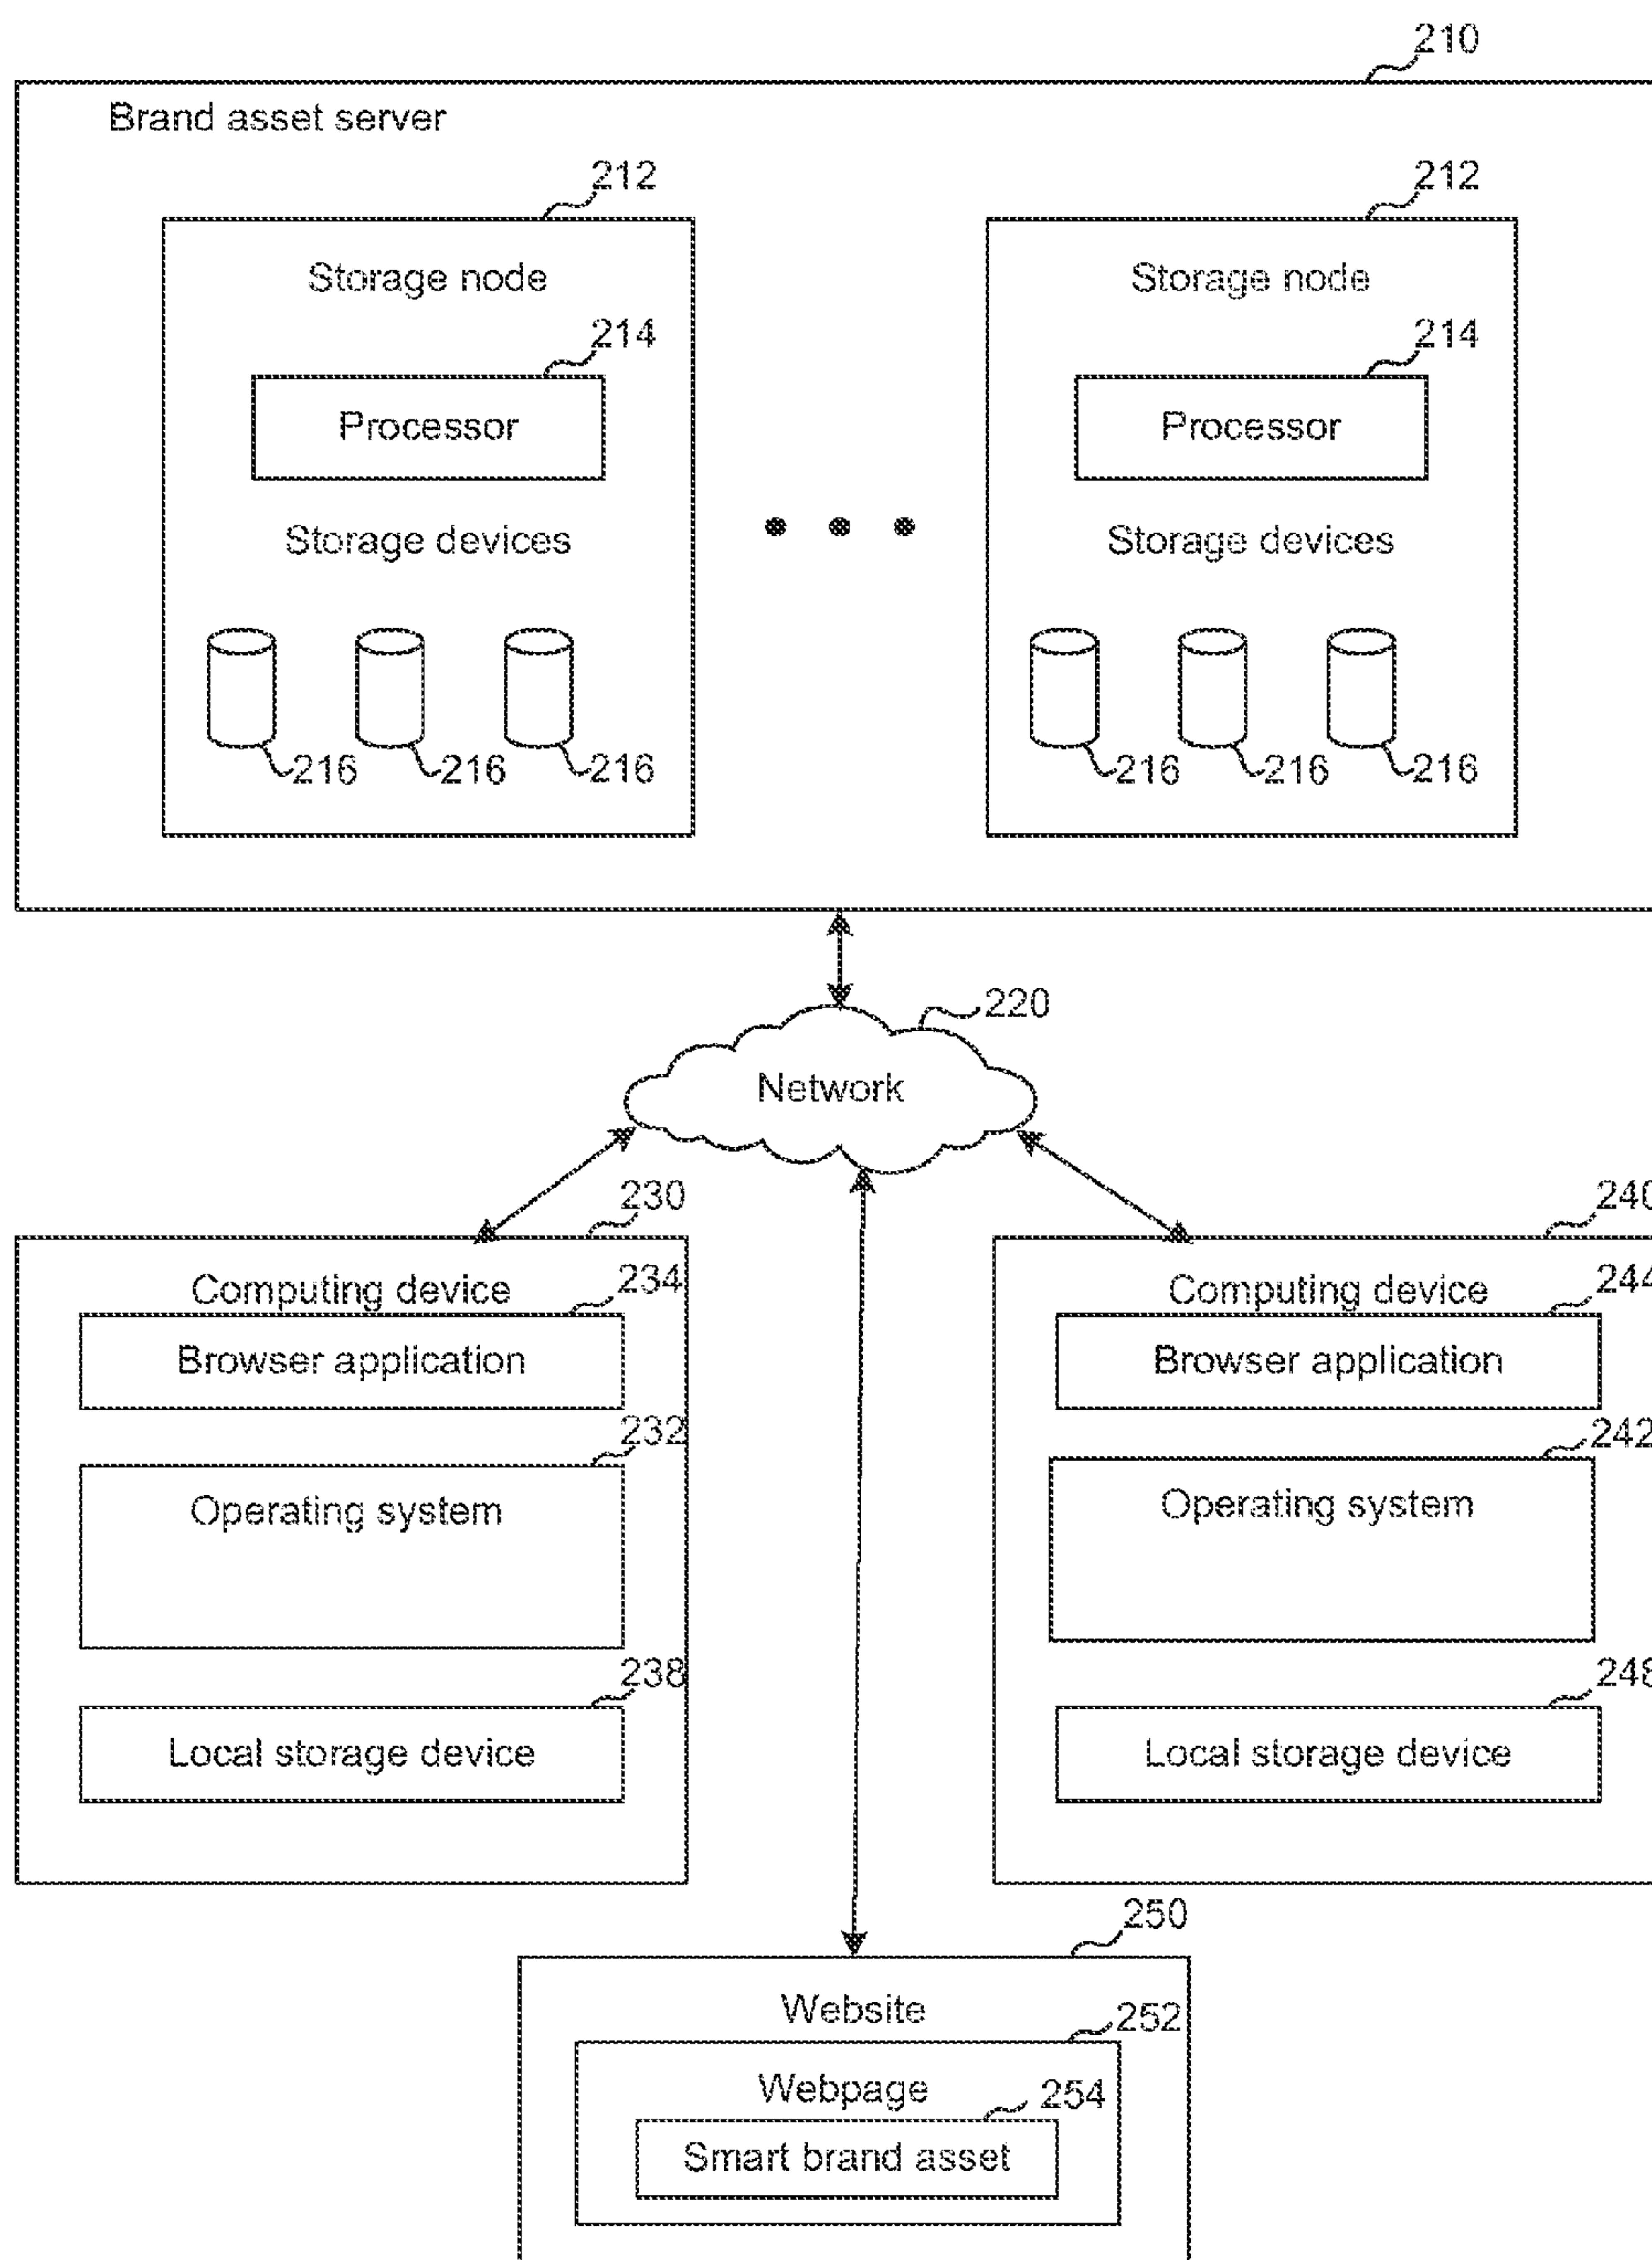 210
Brand asset server
212
212
Storage node
Storage node
214
214
Processor
Processor
Storage devices
Storage devices
216
216
216
216
216
216
220
Network
230
240
Computing device
Computing device
234
244
Browser application
Browser application
232
242
Operating system
Operating system
238
248
Local storage device
Local storage device
250
Website
252
Webpage
254
Smart brand asset